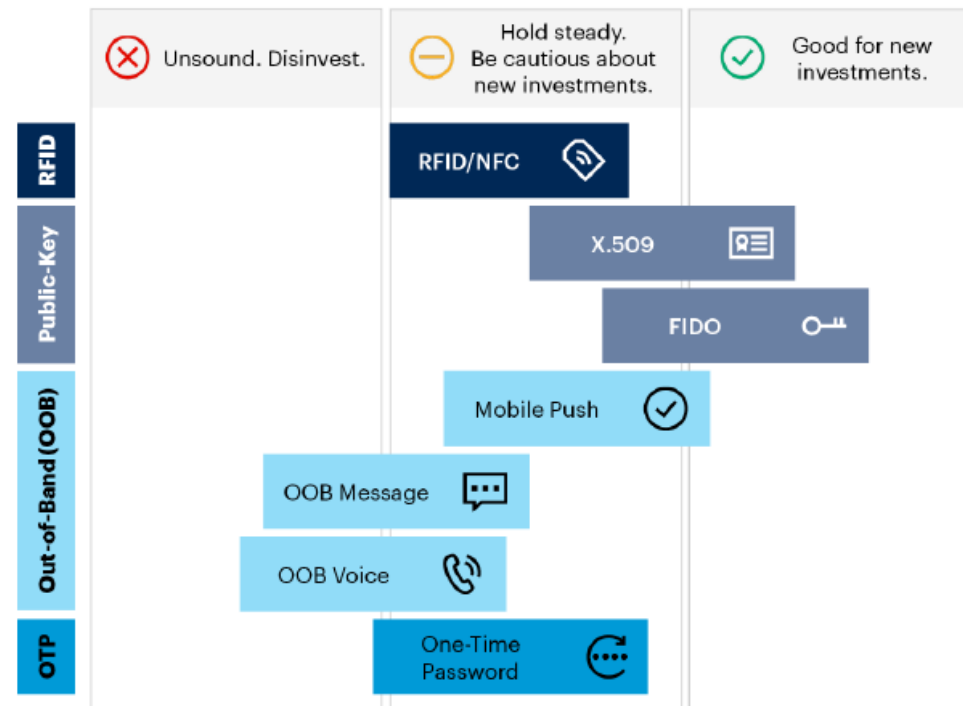 Unsound. Disinvest.
Hold steady.
Be cautious about
new investments.
Good for new
investments.
RFID
RFID/NFC
Public-Key
X.509
FIDO
Out-of-Band (OOB)
Mobile Push
OOB Message
OOB Voice
OTP
One-Time
Password